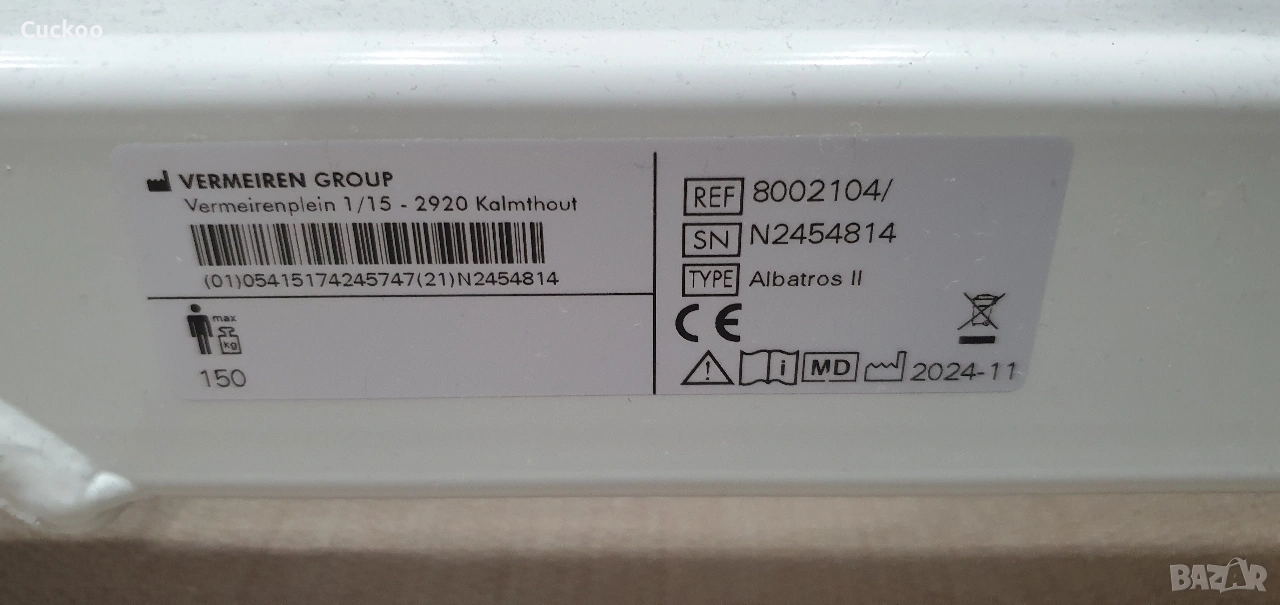 Cuckoo
VERMEIREN GROUP
Vermeirenplein 1/15 - 2920 Kalmthout
(01)05415174245747(21)N2454814
max
kg
150
REF 8002104/
SN N2454814
TYPE Albatros II
CE
i MD 2024-11
BAZAR